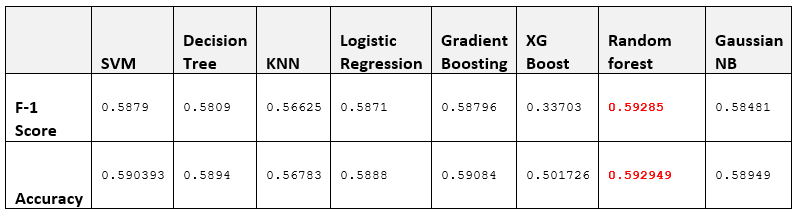 SVM Decision Tree KNN Logistic Regression Gradient Boosting XG Boost Random forest Gaussian NB
F-1 Score 0.5879 0.5809 0.56625 0.5871 0.58796 0.33703 0.59285 0.58481
Accuracy 0.590393 0.5894 0.56783 0.5888 0.59084 0.501726 0.592949 0.58949